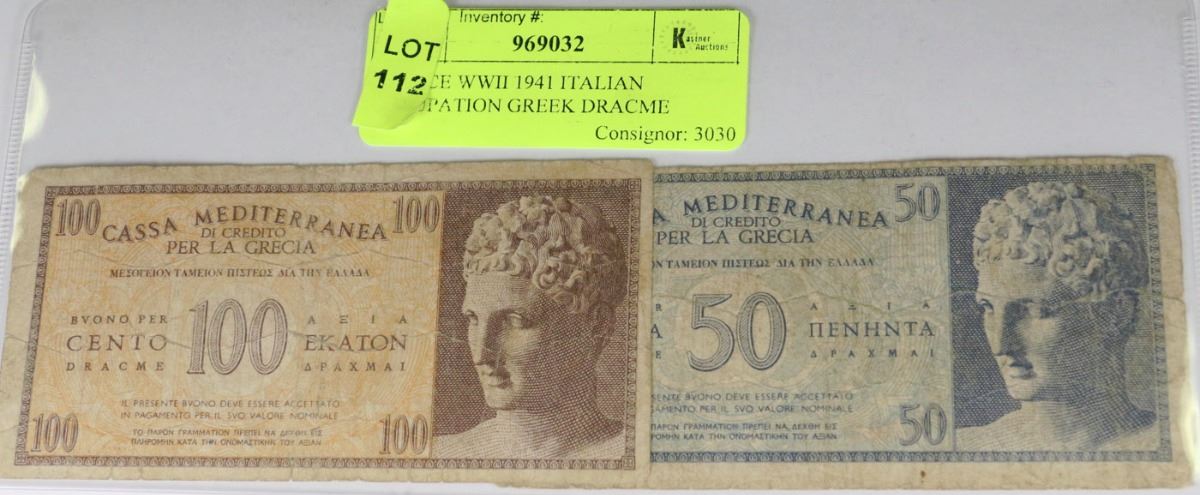 Inventory #:
LOT 969032 Kastner Auctions
112 WWII 1941 ITALIAN
GREEK DRACME
Consignor: 3030
100 100
CASSA MEDITERRANEA
DI CREDITO
PER LA GRECIA
ΜΕΣΟΓΕΙΟΝ ΤΑΜΕΙΟΝ ΠΙΣΤΕΩΣ ΔΙΑ ΤΗΝ ΕΛΛΑΔΑ
BVONO PER 100 ΑΞΙΑ
CENTO ΕΚΑΤΟΝ
DRACME ΔΡΑΧΜΑΙ
IL PRESENTE BVONO DEVE ESSERE ACCETTATO
IN PAGAMENTO PER IL SVO VALORE NOMINALE
ΤΟ ΠΑΡΟΝ ΓΡΑΜΜΑΤΙΟΝ ΠΡΕΠΕΙ ΝΑ ΔΕΧΘΗ ΕΙΣ
ΠΛΗΡΟΜΗΝ ΚΑΤΑ ΤΗΝ ΟΝΟΜΑΣΤΙΚΗΝ ΤΟΥ ΑΞΙΑΝ
100 100
50
MEDITERRANEA
DI CREDITO
PER LA GRECIA
ΤΑΜΕΙΟΝ ΠΙΣΤΕΩΣ ΔΙΑ ΤΗΝ ΕΛΛΑΔΑ
50 ΑΞΙΑ
ΠΕΝΗΝΤΑ
ΔΡΑΧΜΑΙ
BVONO DEVE ESSERE ACCETTATO
PER IL SVO VALORE NOMINALE
ΠΑΡΟΝ ΓΡΑΜΜΑΤΙΟΝ ΠΡΕΠΕΙ ΝΑ ΔΕΧΘΗ ΕΙΣ
ΚΑΤΑ ΤΗΝ ΟΝΟΜΑΣΤΙΚΗΝ ΤΟΥ ΑΞΙΑΝ
50